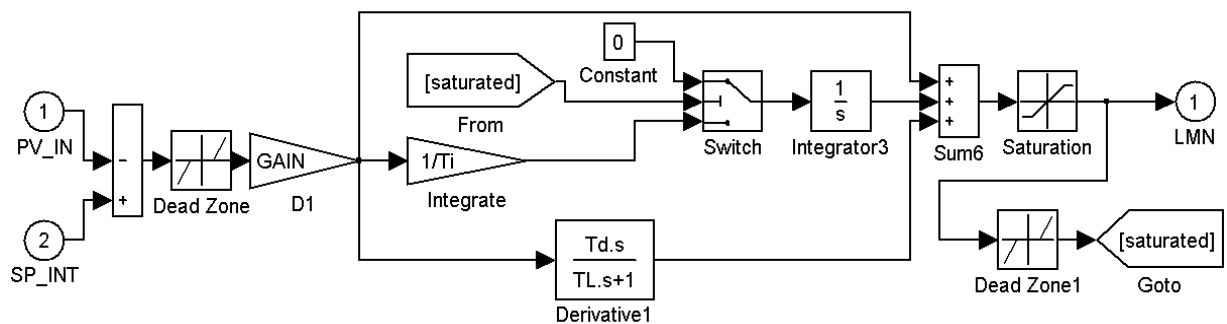 0
Constant
[saturated]
From
1
PV_IN
−
+
2
SP_INT
Dead Zone
GAIN
D1
1/Ti
Integrate
Switch
1
s
Integrator3
+
+
+
Sum6
Saturation
1
LMN
Td.s
TL.s+1
Derivative1
Dead Zone1
[saturated]
Goto